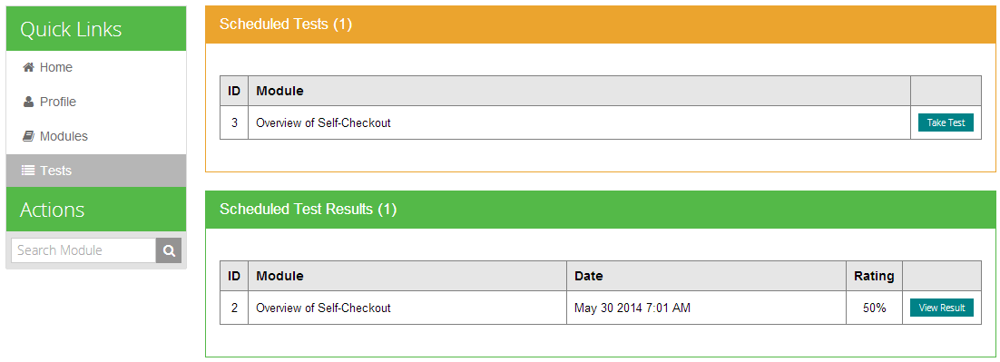 Quick Links
Home
Profile
Modules
Tests
Actions
Search Module
Scheduled Tests (1)
ID Module
3 Overview of Self-Checkout Take Test
Scheduled Test Results (1)
ID Module Date Rating
2 Overview of Self-Checkout May 30 2014 7:01 AM 50% View Result